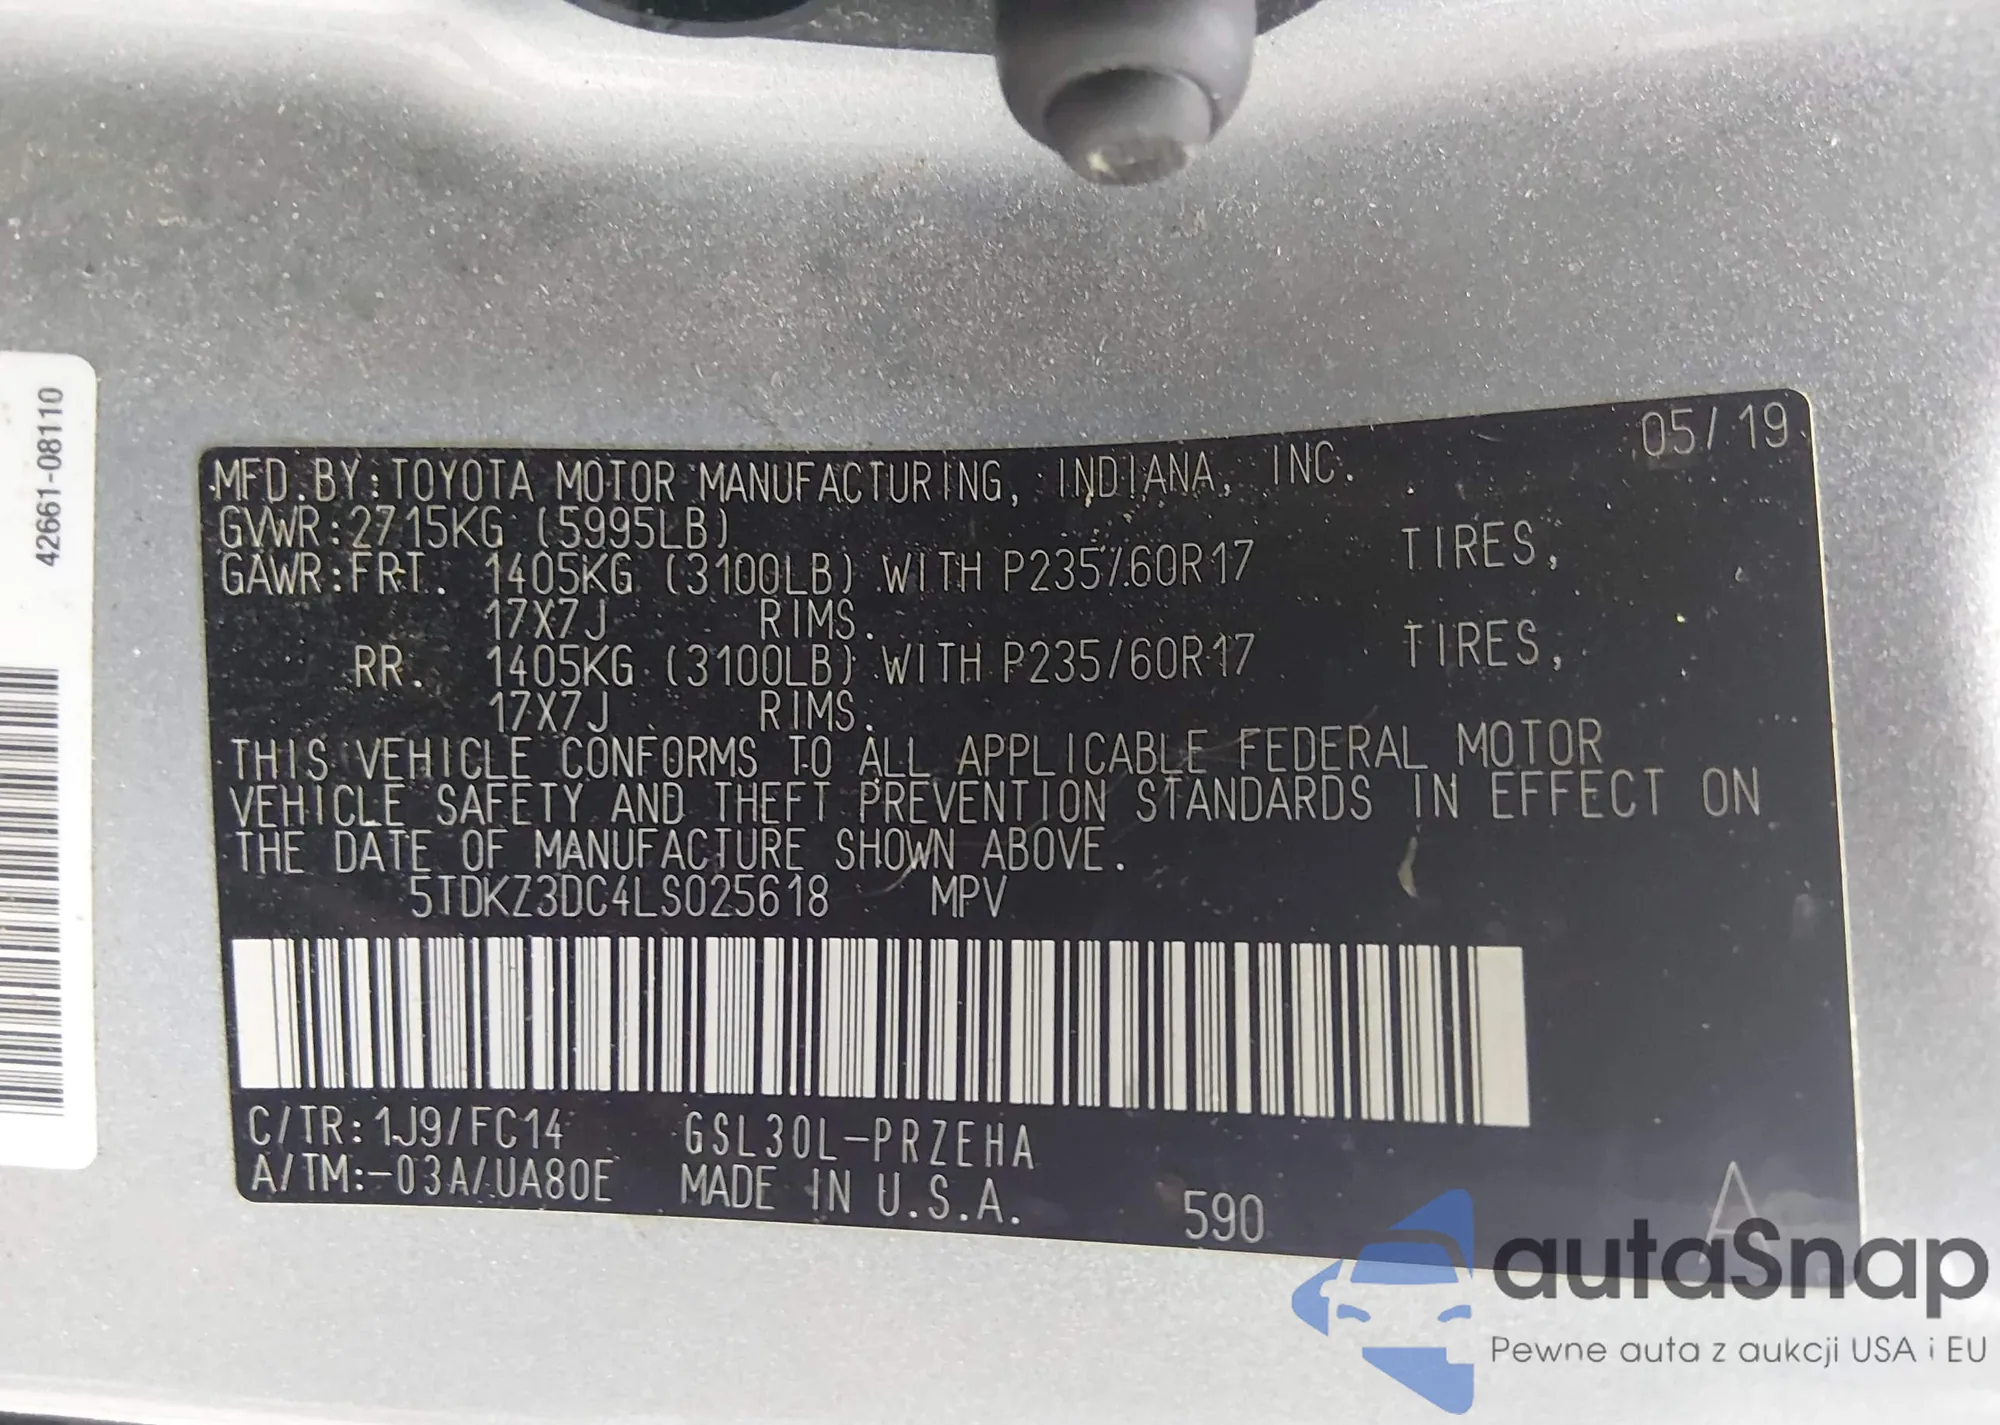 05/19
MFD. BY: TOYOTA MOTOR MANUFACTURING, INDIANA, INC.
GVWR: 2715KG (5995LB)
GAWR: FRT. 1405KG (3100LB) WITH P235/60R17 TIRES,
17X7J RIMS.
RR. 1405KG (3100LB) WITH P235/60R17 TIRES,
17X7J RIMS.
THIS VEHICLE CONFORMS TO ALL APPLICABLE FEDERAL MOTOR
VEHICLE SAFETY AND THEFT PREVENTION STANDARDS IN EFFECT ON
THE DATE OF MANUFACTURE SHOWN ABOVE.
5TDKZ3DC4LS025618 MPV
C/TR: 1J9/FC14 GSL30L-PRZEHA
A/TM: -03A/UA80E MADE IN U.S.A. 590 A
42661-08110
autoSnap
Pewne auta z aukcji USA i EU